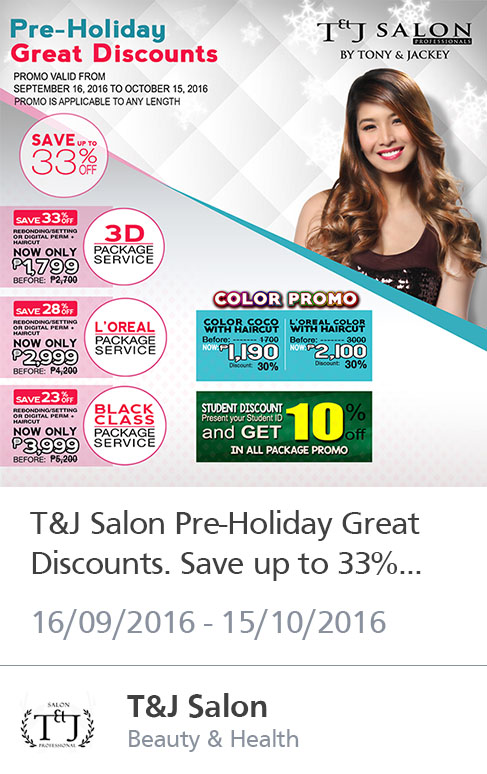 Pre-Holiday
Great Discounts
PROMO VALID FROM
SEPTEMBER 16, 2016 TO OCTOBER 15, 2016
PROMO IS APPLICABLE TO ANY LENGTH
T&J SALON
PROFESSIONALS
BY TONY & JACKEY
SAVE UP TO
33% OFF
SAVE 33% OFF
REBONDING/SETTING
OR DIGITAL PERM +
HAIRCUT
NOW ONLY
₱1,799
BEFORE: ₱2,700
3D
PACKAGE
SERVICE
SAVE 28% OFF
REBONDING/SETTING
OR DIGITAL PERM +
HAIRCUT
NOW ONLY
₱2,999
BEFORE: ₱4,200
L'OREAL
PACKAGE
SERVICE
SAVE 23% OFF
REBONDING/SETTING
OR DIGITAL PERM +
HAIRCUT
NOW ONLY
₱3,999
BEFORE: ₱5,200
BLACK
CLASS
PACKAGE
SERVICE
COLOR PROMO
COLOR COCO
WITH HAIRCUT
Before: ------- 1700
NOW: ₱1,190
Discount: 30%
L'OREAL COLOR
WITH HAIRCUT
Before: ------- 3000
NOW: ₱2,100
Discount: 30%
STUDENT DISCOUNT
Present your Student ID
and GET 10% off
IN ALL PACKAGE PROMO
T&J Salon Pre-Holiday Great
Discounts. Save up to 33%...
16/09/2016 - 15/10/2016
SALON
T&J
PROFESSIONAL
T&J Salon
Beauty & Health